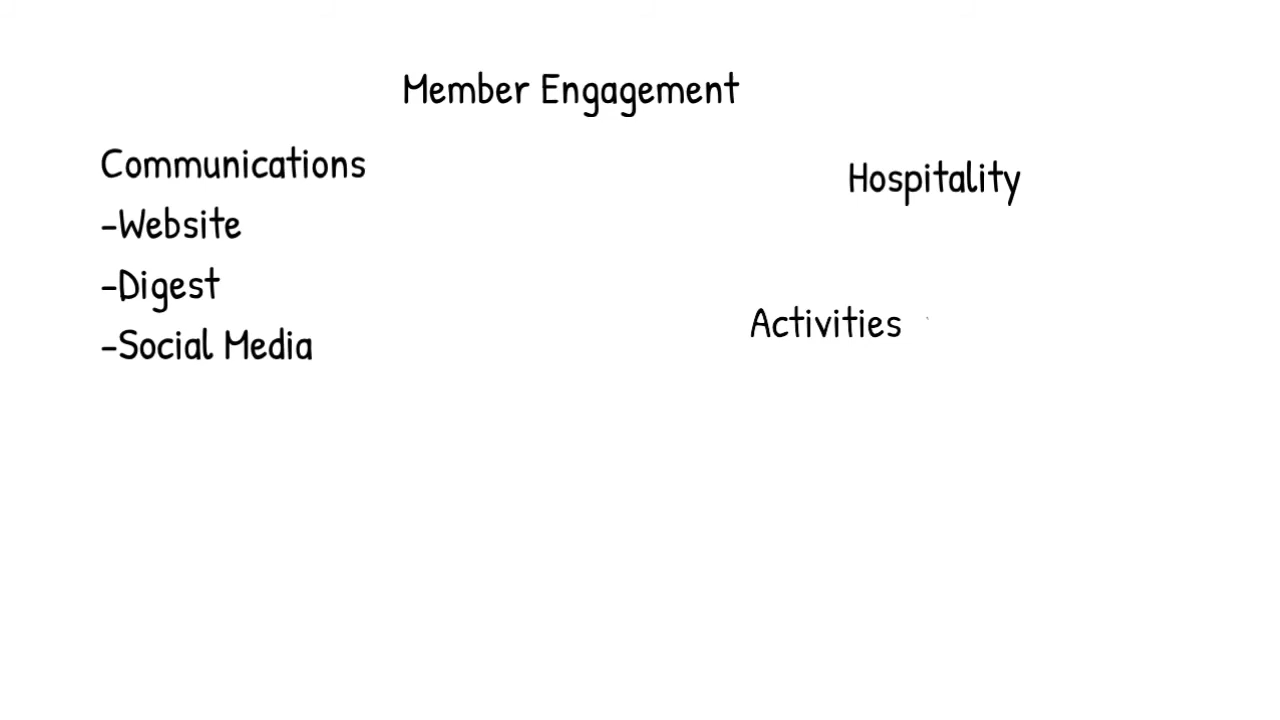 Member Engagement
Communications
-Website
-Digest
-Social Media
Hospitality
Activities